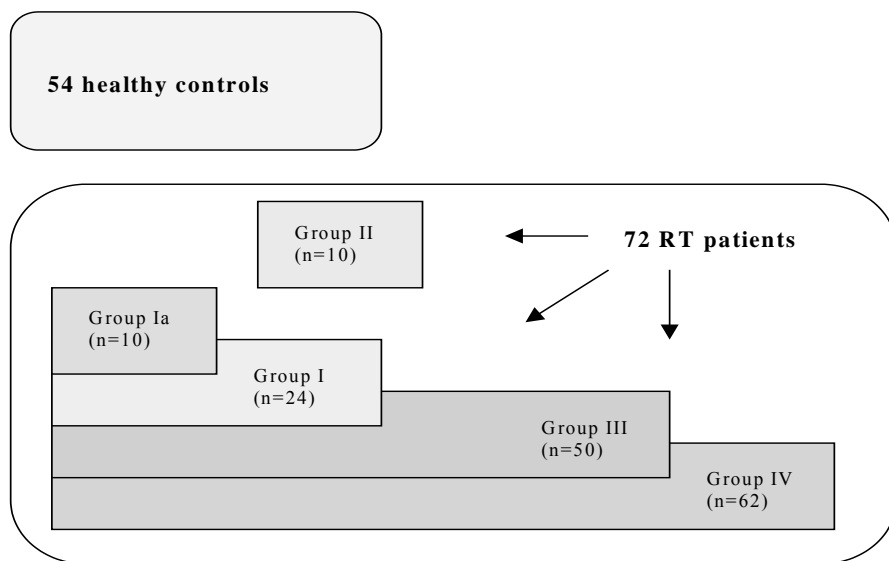 54 healthy controls
72 RT patients
Group II
(n=10)
Group Ia
(n=10)
Group I
(n=24)
Group III
(n=50)
Group IV
(n=62)